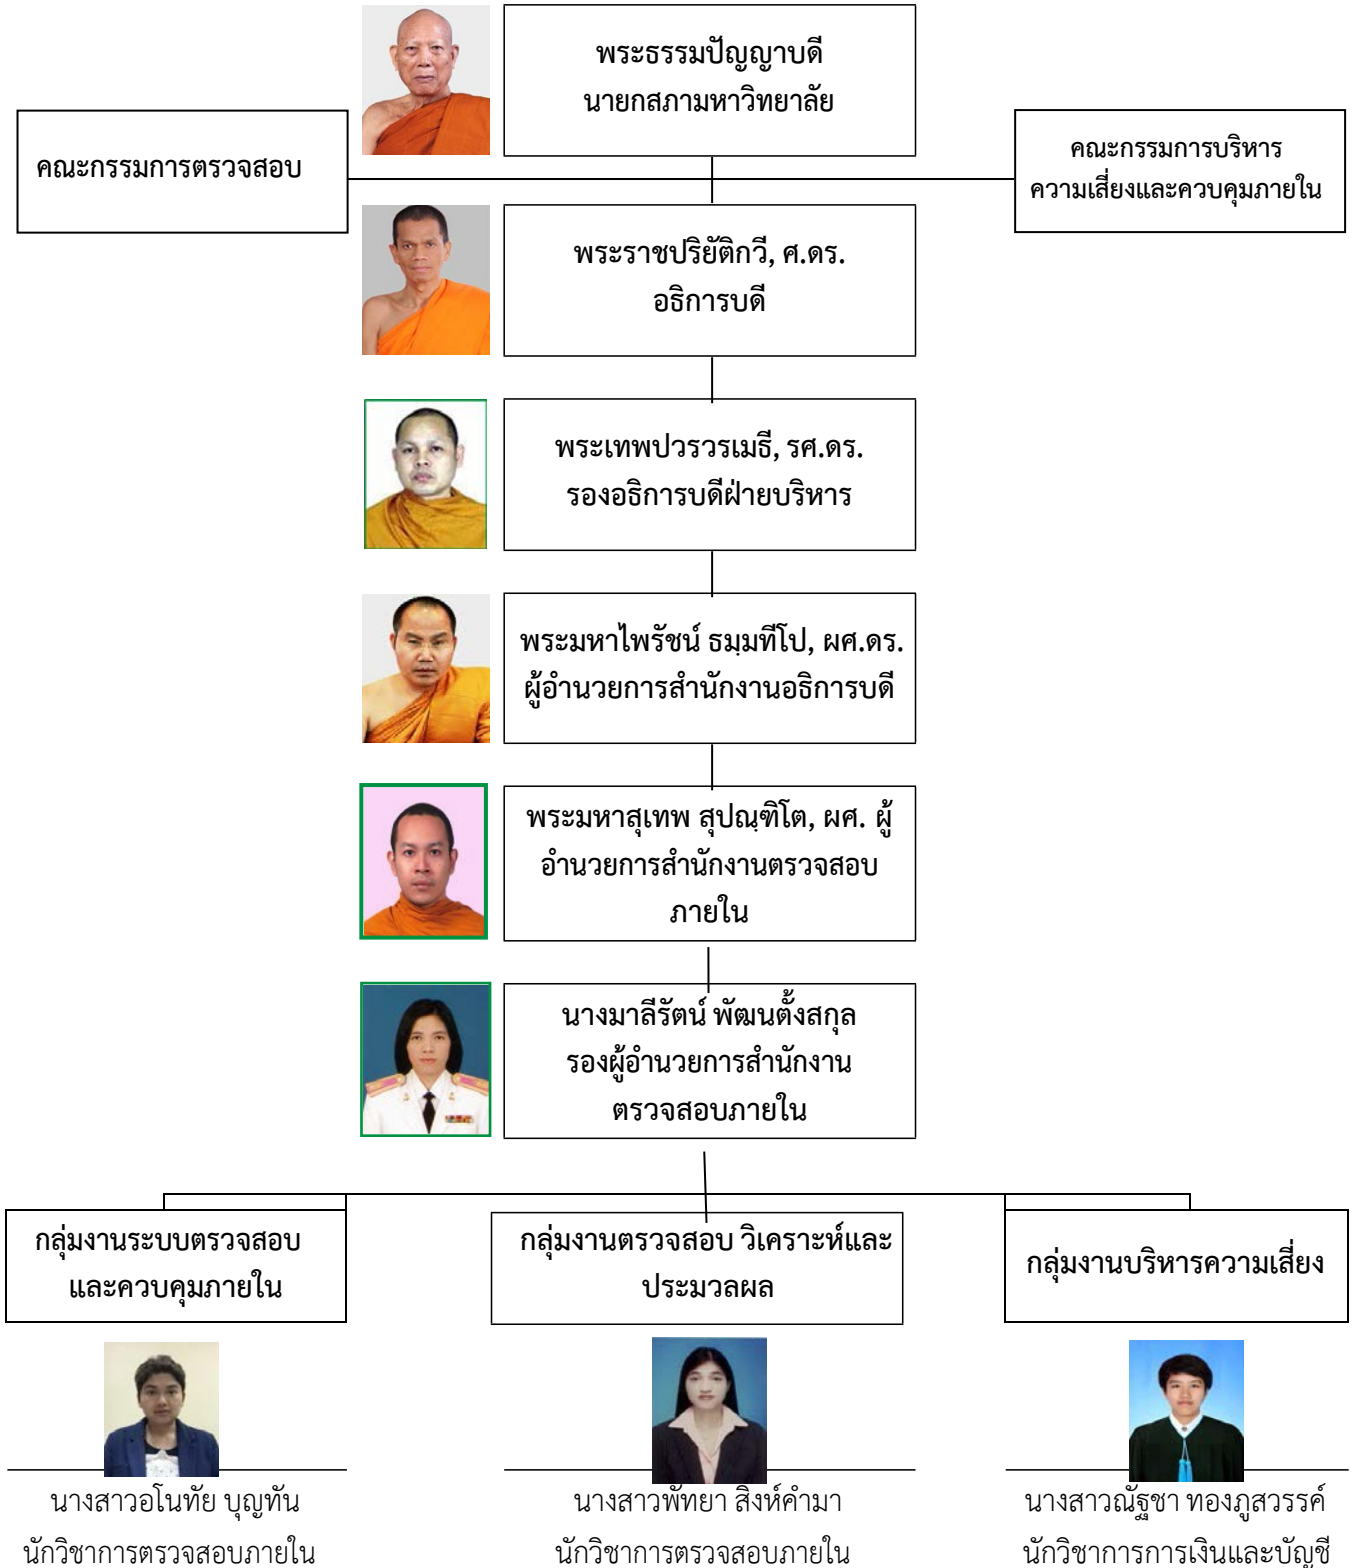 พระธรรมปัญญาบดี
นายกสภามหาวิทยาลัย
คณะกรรมการตรวจสอบ
คณะกรรมการบริหาร
ความเสี่ยงและควบคุมภายใน
พระราชปริยัติกวี, ศ.ดร.
อธิการบดี
พระเทพปวรวรเมธี, รศ.ดร.
รองอธิการบดีฝ่ายบริหาร
พระมหาไพรัชน์ ธมฺมทีโป, ผศ.ดร.
ผู้อำนวยการสำนักงานอธิการบดี
พระมหาสุเทพ สุปณฺฑิโต, ผศ. ผู้
อำนวยการสำนักงานตรวจสอบ
ภายใน
นางมาลีรัตน์ พัฒนตั้งสกุล
รองผู้อำนวยการสำนักงาน
ตรวจสอบภายใน
กลุ่มงานระบบตรวจสอบ
และควบคุมภายใน
กลุ่มงานตรวจสอบ วิเคราะห์และ
ประมวลผล
กลุ่มงานบริหารความเสี่ยง
นางสาวอโนทัย บุญทัน
นักวิชาการตรวจสอบภายใน
นางสาวพัทยา สิงห์คำมา
นักวิชาการตรวจสอบภายใน
นางสาวณัฐชา ทองภูสวรรค์
นักวิชาการการเงินและบัญชี